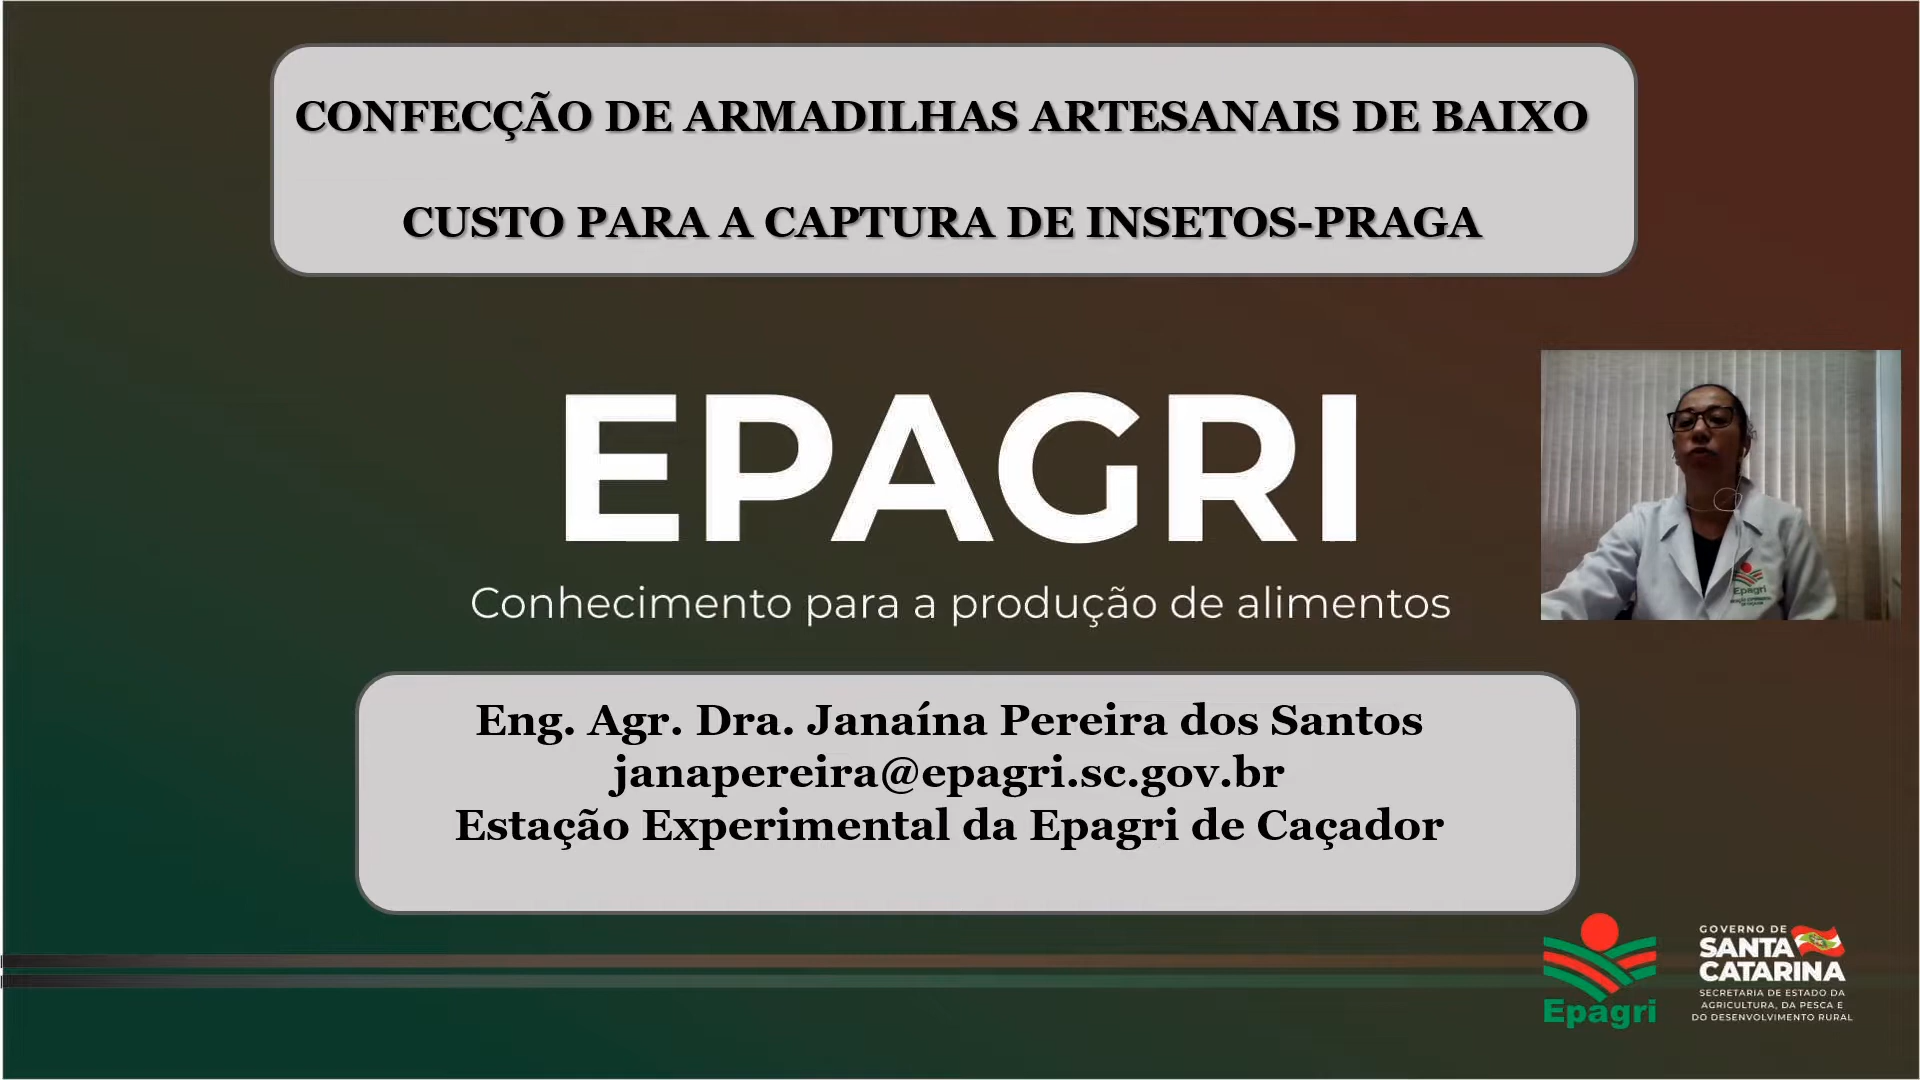 CONFECÇÃO DE ARMADILHAS ARTESANAIS DE BAIXO
CUSTO PARA A CAPTURA DE INSETOS-PRAGA
EPAGRI
Conhecimento para a produção de alimentos
Epagri
Eng. Agr. Dra. Janaína Pereira dos Santos
janapereira@epagri.sc.gov.br
Estação Experimental da Epagri de Caçador
Epagri
GOVERNO DE
SANTA
CATARINA
SECRETARIA DE ESTADO DA
AGRICULTURA, DA PESCA E
DO DESENVOLVIMENTO RURAL